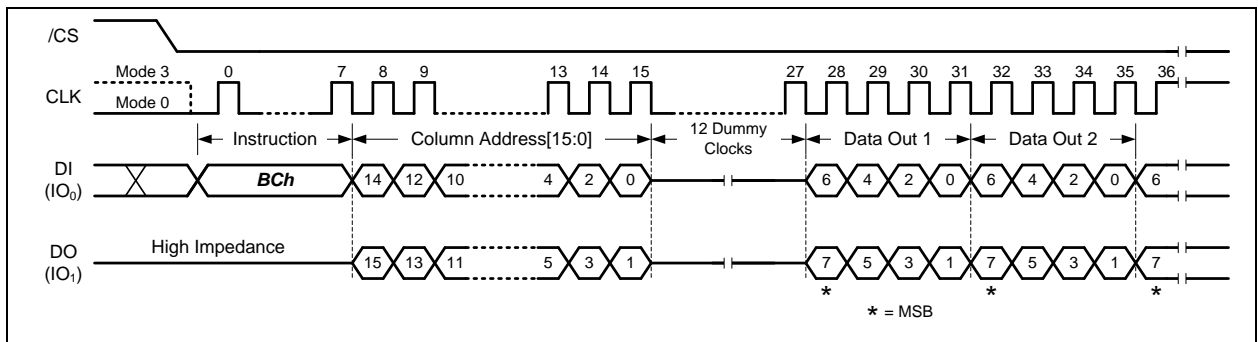 /CS
Mode 3 0 7 8 9 13 14 15 27 28 29 30 31 32 33 34 35 36
CLK
Mode 0
Instruction Column Address[15:0] 12 Dummy Clocks Data Out 1 Data Out 2
DI
(IO0) BCh 14 12 10 4 2 0 6 4 2 0 6 4 2 0 6
High Impedance
DO
(IO1) 15 13 11 5 3 1 7 5 3 1 7 5 3 1 7
* * *
* = MSB